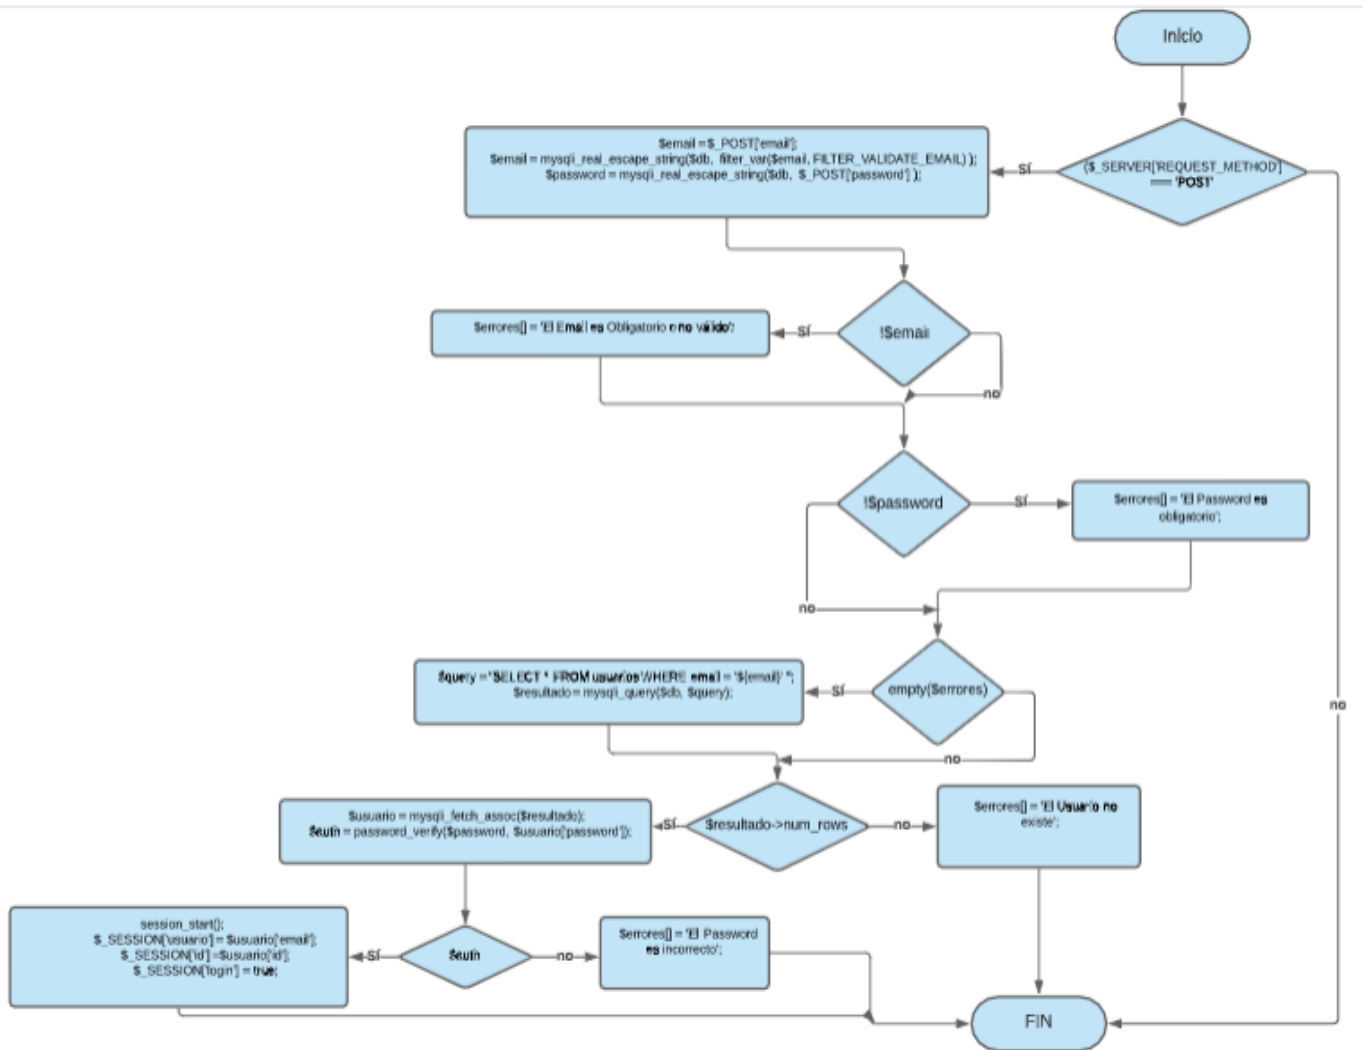 Inicio
($_SERVER['REQUEST_METHOD']
=== 'POST'
Sí
no
$email = $_POST['email'];
$email = mysqli_real_escape_string($db, filter_var($email, FILTER_VALIDATE_EMAIL) );
$password = mysqli_real_escape_string($db, $_POST['password'] );
!$email
Sí
no
$errores[] = 'El Email es Obligatorio o no válido';
!$password
Sí
no
$errores[] = 'El Password es
obligatorio';
empty($errores)
Sí
no
$query = "SELECT * FROM usuarios WHERE email = '${email}' ";
$resultado = mysqli_query($db, $query);
$resultado->num_rows
Sí
no
$errores[] = 'El Usuario no
existe';
$usuario = mysqli_fetch_assoc($resultado);
$auth = password_verify($password, $usuario['password']);
$auth
Sí
no
$errores[] = 'El Password
es incorrecto';
session_start();
$_SESSION['usuario'] = $usuario['email'];
$_SESSION['id'] =$usuario['id'];
$_SESSION['login'] = true;
FIN